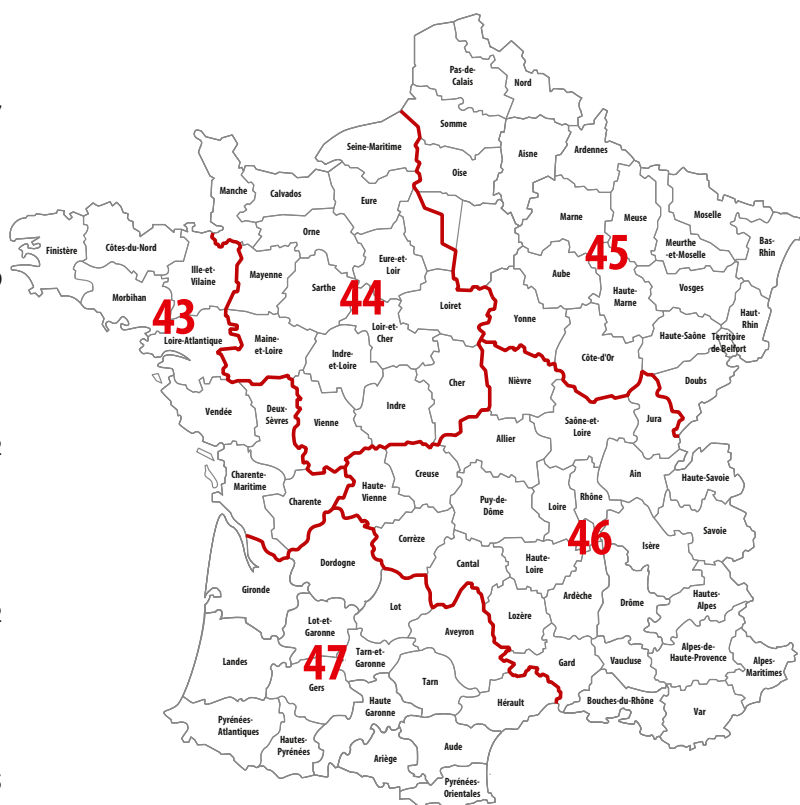 Pas-de-
Calais
Nord
Somme
Seine-Maritime
Aisne
Ardennes
Oise
Manche
Calvados
Eure
Marne
Meuse
Moselle
Orne
Meurthe
-et-Moselle
Bas-
Rhin
Finistère
Côtes-du-Nord
Ille-et-
Vilaine
Mayenne
Eure-et-
Loir
45
Aube
Sarthe
44
Loiret
Haute-
Marne
Vosges
Morbihan
43
Yonne
Haut-
Rhin
Loire-Atlantique
Maine-
et-Loire
Loir-et-
Cher
Haute-Saône
Territoire
de Belfort
Indre-
et-Loire
Côte-d'Or
Cher
Nièvre
Doubs
Vendée
Deux-
Sèvres
Vienne
Indre
Saône-et-
Loire
Jura
Allier
Charente-
Maritime
Haute-
Vienne
Creuse
Ain
Haute-Savoie
Charente
Puy-de-
Dôme
Loire
Rhône
46
Savoie
Corrèze
Isère
Dordogne
Cantal
Haute-
Loire
Gironde
Ardèche
Drôme
Hautes-
Alpes
Lot
Lot-et-
Garonne
Lozère
Aveyron
47
Tarn-et-
Garonne
Landes
Gard
Vaucluse
Alpes-de-
Haute-Provence
Alpes-
Maritimes
Gers
Tarn
Hérault
Bouches-du-Rhône
Var
Haute
Garonne
Pyrénées-
Atlantiques
Hautes-
Pyrénées
Ariège
Aude
Pyrénées-
Orientales